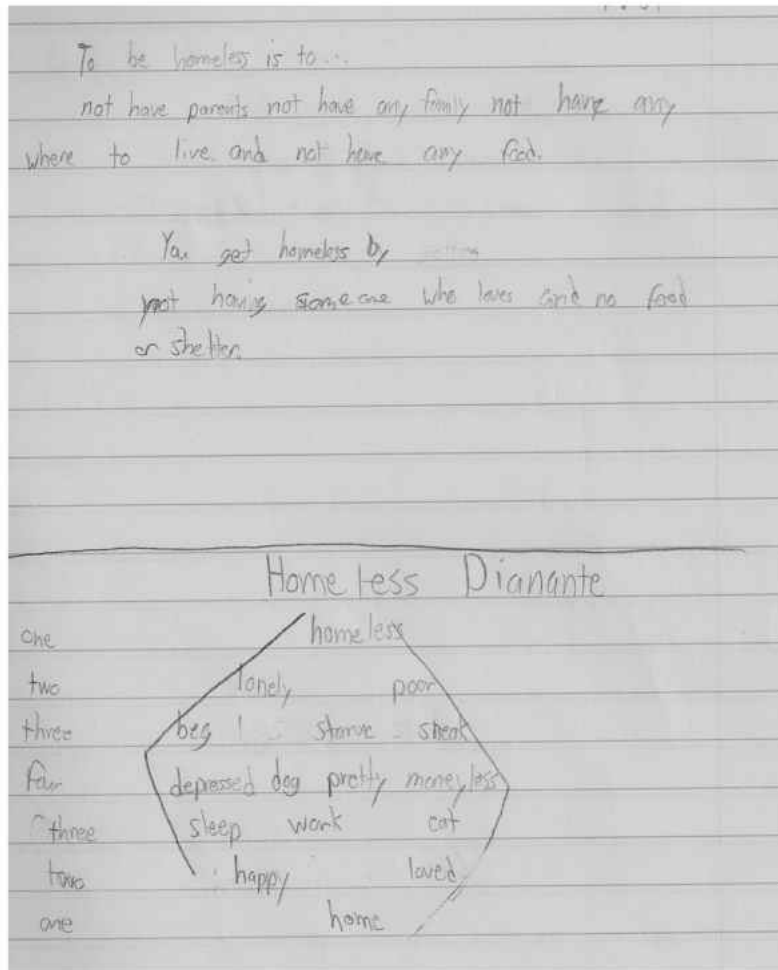 To be homeless is to...
not have parents not have any family not have any
where to live. and not have any food.
You get homeless by
not having someone who loves and no food
or shelter.
Homeless Dianante
one homeless
two lonely poor
three beg starve sneak
four depressed dog pretty moneyless
three sleep work
two happy loved
one home